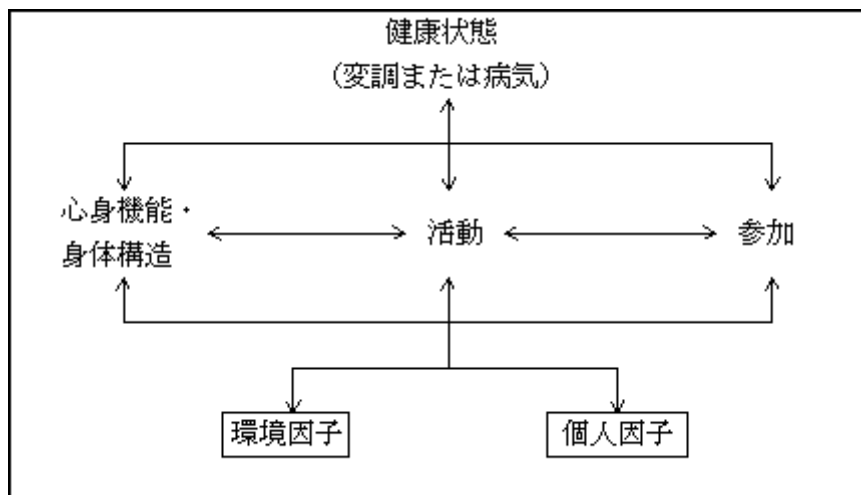 健康状態
（変調または病気）
心身機能・
身体構造
活動
参加
環境因子
個人因子